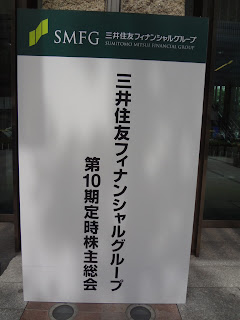 SMFG 三井住友フィナンシャルグループ
SUMITOMO MITSUI FINANCIAL GROUP
三井住友フィナンシャルグループ
第10期定時株主総会